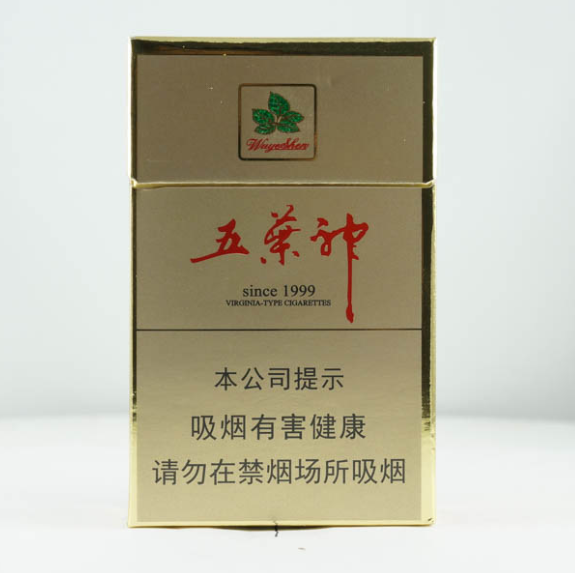 Wuyeshen
五葉神
since 1999
VIRGINIA-TYPE CIGARETTES
本公司提示
吸烟有害健康
请勿在禁烟场所吸烟